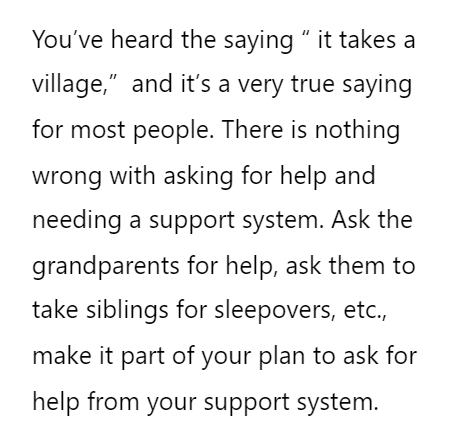 You’ve heard the saying “ it takes a
village,”  and it’s a very true saying
for most people. There is nothing
wrong with asking for help and
needing a support system. Ask the
grandparents for help, ask them to
take siblings for sleepovers, etc.,
make it part of your plan to ask for
help from your support system.